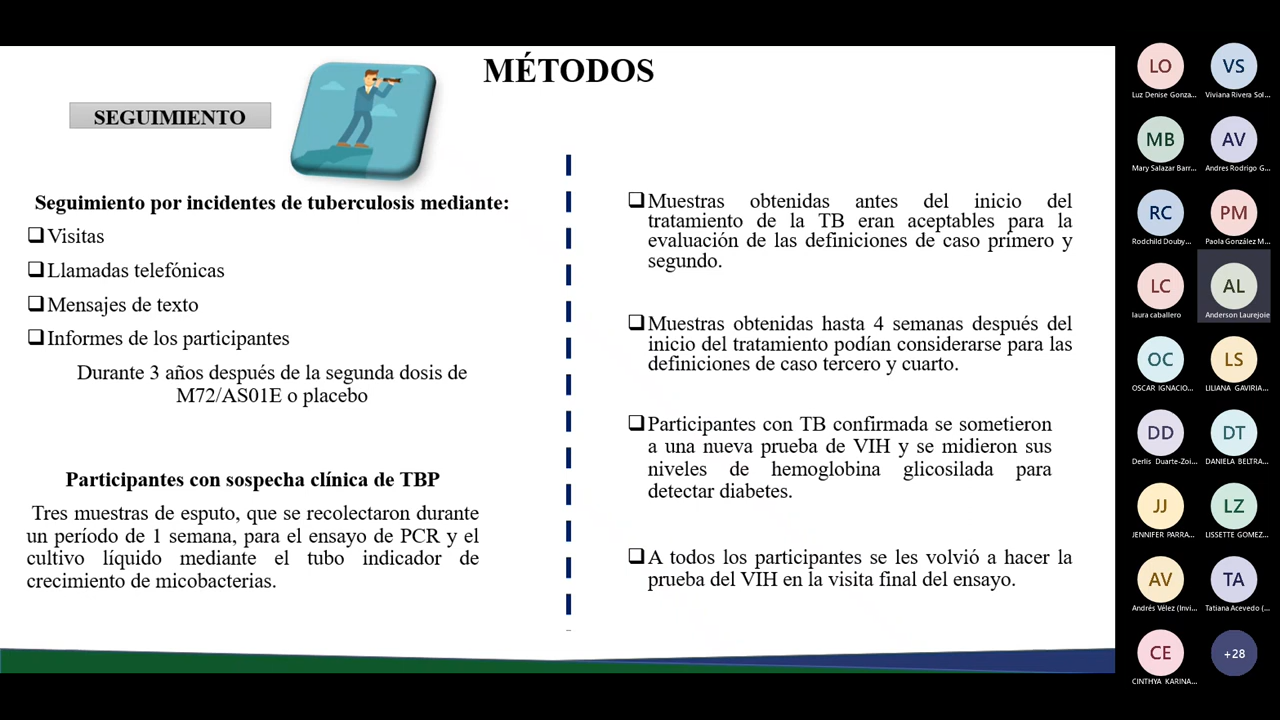 MÉTODOS
SEGUIMIENTO
Seguimiento por incidentes de tuberculosis mediante:
❑Visitas
❑Llamadas telefónicas
❑Mensajes de texto
❑Informes de los participantes
Durante 3 años después de la segunda dosis de
M72/AS01E o placebo
Participantes con sospecha clínica de TBP
Tres muestras de esputo, que se recolectaron durante
un período de 1 semana, para el ensayo de PCR y el
cultivo líquido mediante el tubo indicador de
crecimiento de micobacterias.
❑Muestras obtenidas antes del inicio del
tratamiento de la TB eran aceptables para la
evaluación de las definiciones de caso primero y
segundo.
❑Muestras obtenidas hasta 4 semanas después del
inicio del tratamiento podían considerarse para las
definiciones de caso tercero y cuarto.
❑Participantes con TB confirmada se sometieron
a una nueva prueba de VIH y se midieron sus
niveles de hemoglobina glicosilada para
detectar diabetes.
❑A todos los participantes se les volvió a hacer la
prueba del VIH en la visita final del ensayo.
LO VS
Luz Denise Gonza... Viviana Rivera Sol...
MB AV
Mary Salazar Barr... Andres Rodrigo G...
RC PM
Rodchild Douby... Paola González M...
LC AL
laura caballero Anderson Laurejoie
OC LS
OSCAR IGNACIO... LILIANA GAVIRIA...
DD DT
Derlis Duarte-Zoi... DANIELA BELTRA...
JJ LZ
JENNIFER PARRA... LISSETTE GOMEZ...
AV TA
Andrés Vélez (Invi... Tatiana Acevedo (...
CE +28
CINTHYA KARINA...